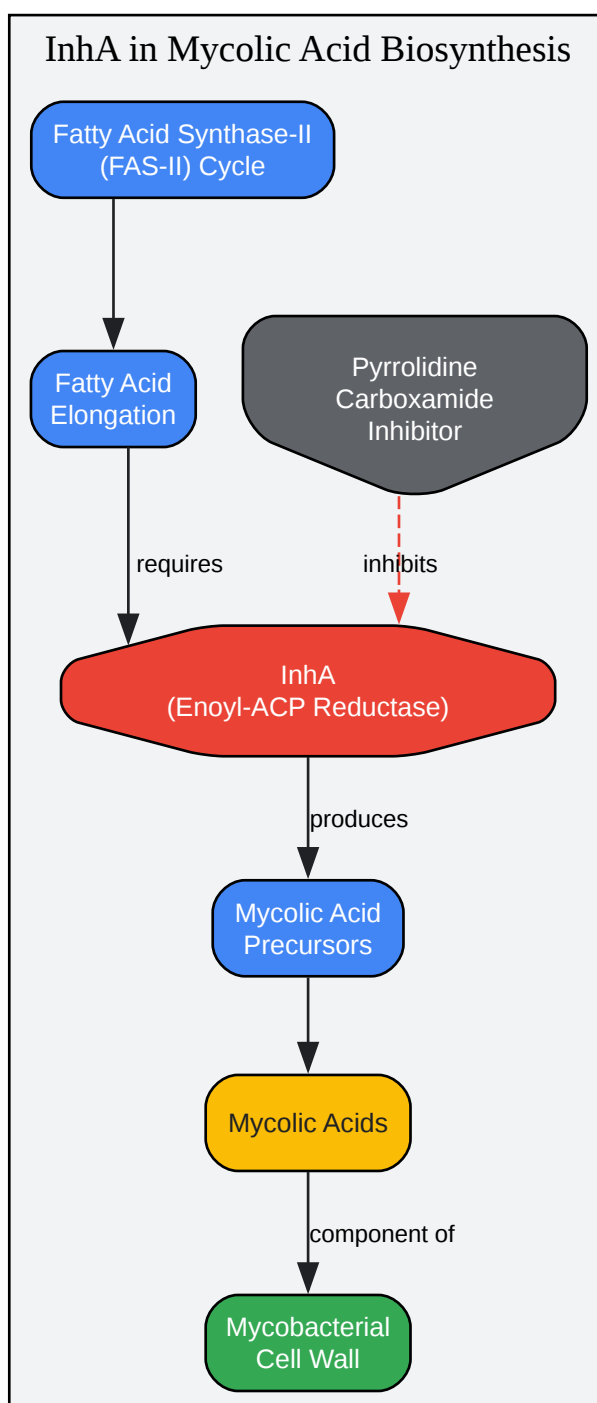 InhA in Mycolic Acid Biosynthesis
Fatty Acid Synthase-II
(FAS-II) Cycle
Fatty Acid
Elongation
Pyrrolidine
Carboxamide
Inhibitor
requires
inhibits
InhA
(Enoyl-ACP Reductase)
produces
Mycolic Acid
Precursors
Mycolic Acids
component of
Mycobacterial
Cell Wall